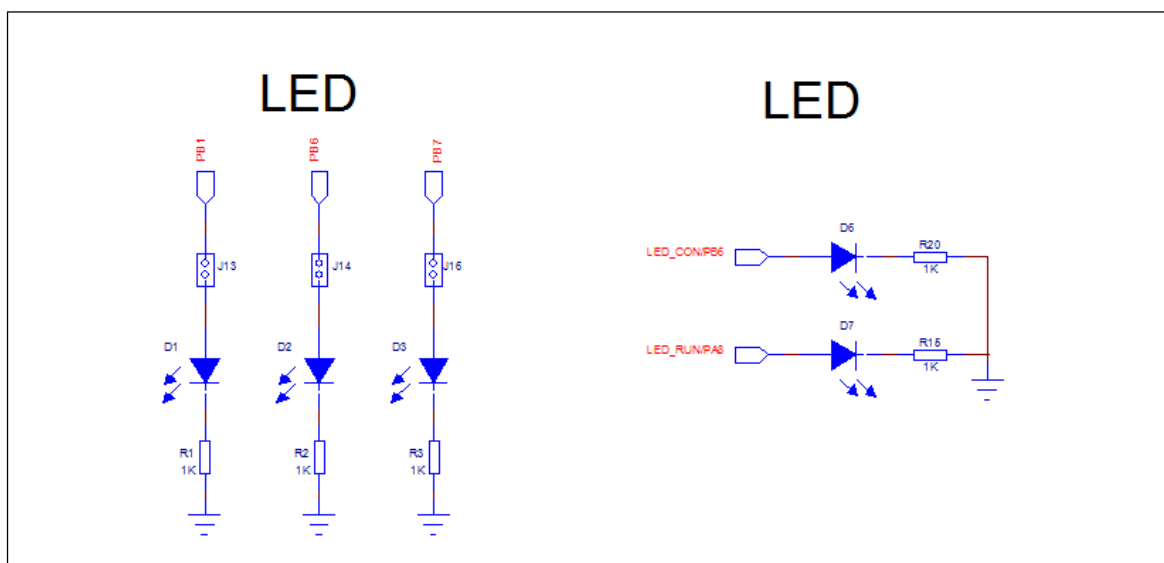 LED
PB1
PB6
PB7
J13
J14
J15
D1
D2
D3
R1
1K
R2
1K
R3
1K
LED
LED_CON/PB6
D6
R20
1K
LED_RUN/PA8
D7
R15
1K